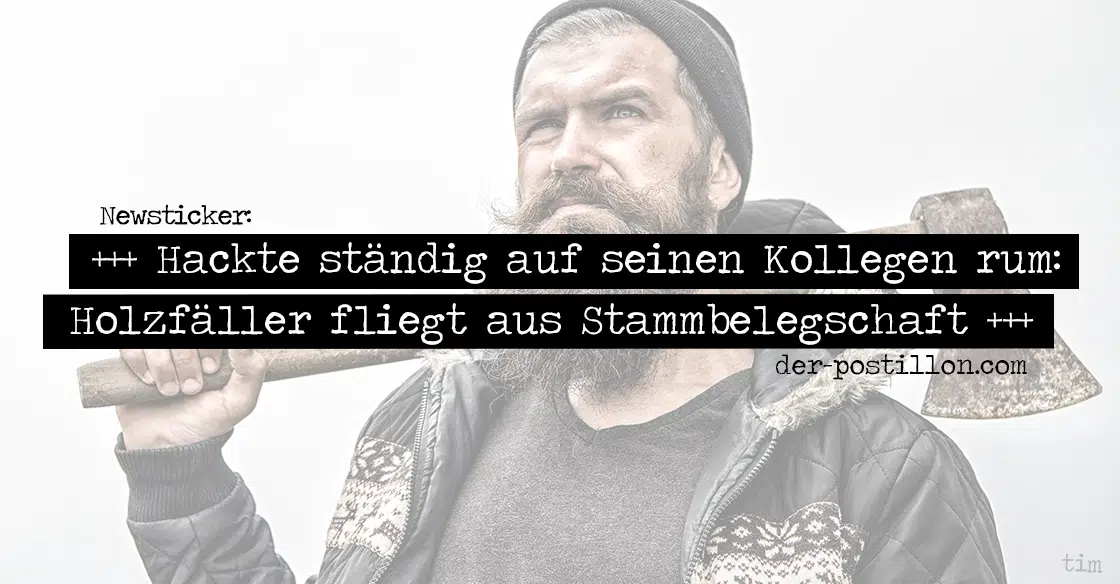 Newsticker:
+++ Hackte ständig auf seinen Kollegen rum:
Holzfäller fliegt aus Stammbelegschaft +++
der-postillon.com
tim